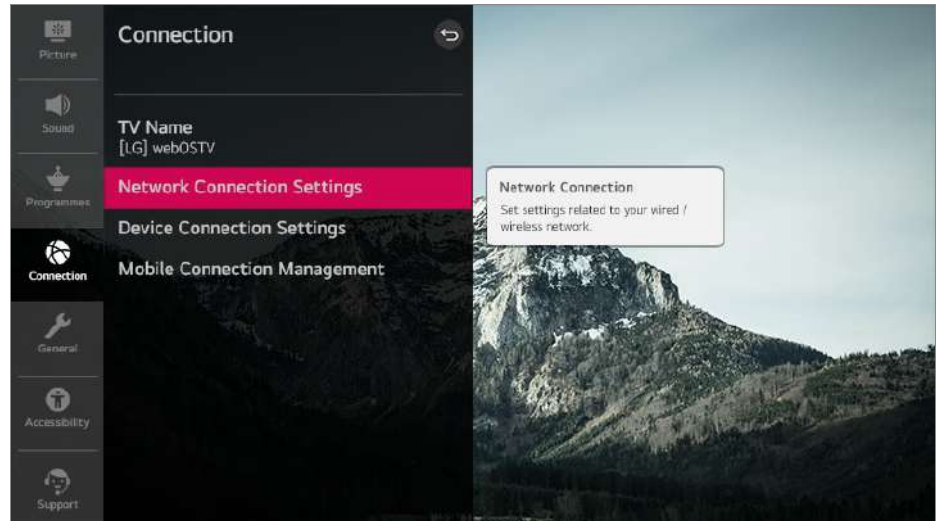 Picture
Sound
Programmes
Connection
General
Accessibility
Support
Connection
TV Name
[LG] webOSTV
Network Connection Settings
Device Connection Settings
Mobile Connection Management
Network Connection
Set settings related to your wired /
wireless network.